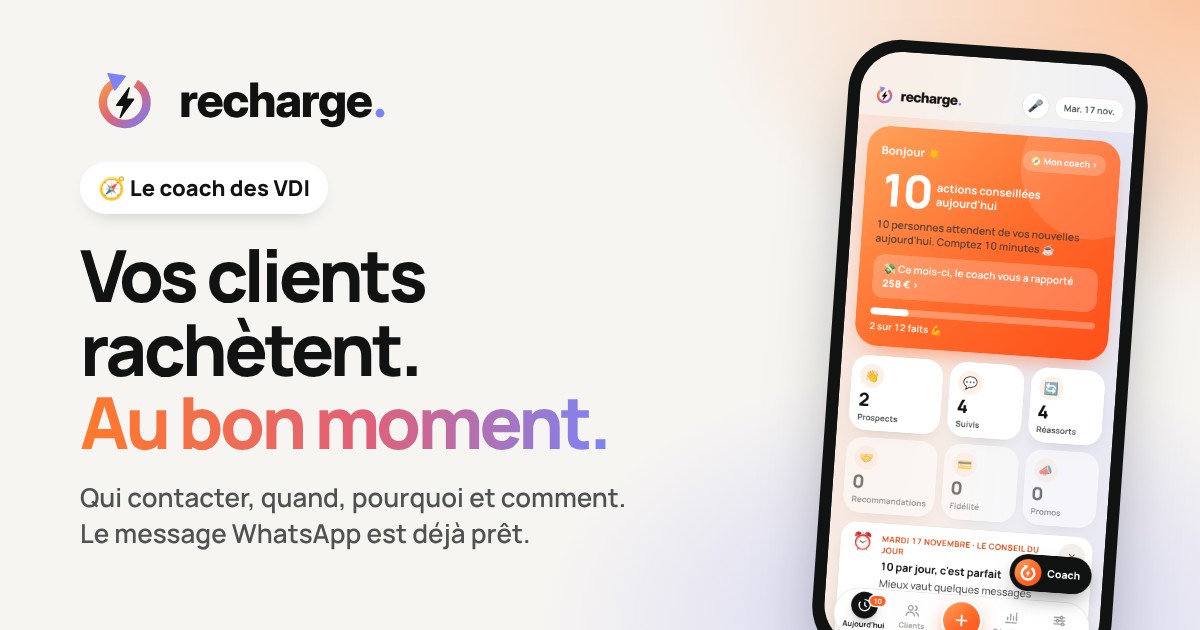 recharge.
Le coach des VDI
Vos clients
rachètent.
Au bon moment.
Qui contacter, quand, pourquoi et comment.
Le message WhatsApp est déjà prêt.
recharge.
Mar. 17 nov.
Bonjour
Mon coach ›
10 actions conseillées
aujourd'hui
10 personnes attendent de vos nouvelles
aujourd'hui. Comptez 10 minutes
Ce mois-ci, le coach vous a rapporté
258 € ›
2 sur 12 faits
2
Prospects
4
Suivis
4
Réassorts
0
Recommandations
0
Fidélité
0
Promos
MARDI 17 NOVEMBRE · LE CONSEIL DU
JOUR
10 par jour, c'est parfait
Mieux vaut quelques messages
Coach
10
Aujourd'hui
Clients